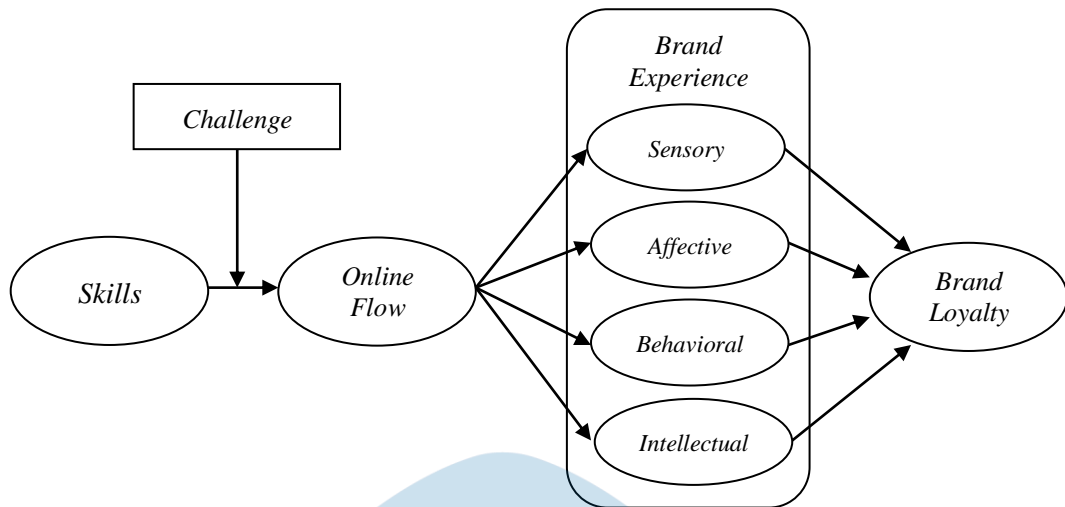 Brand
Experience
Challenge
Sensory
Affective
Skills
Online
Flow
Brand
Loyalty
Behavioral
Intellectual